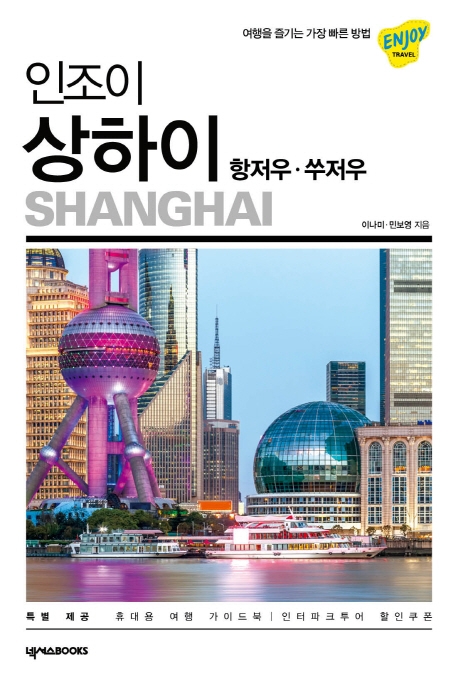 여행을 즐기는 가장 빠른 방법
ENJOY
TRAVEL
인조이
상하이 항저우·쑤저우
SHANGHAI
이나미·민보영 지음
특별 제공 휴대용 여행 가이드북 | 인터파크투어 할인쿠폰
넥서스BOOKS